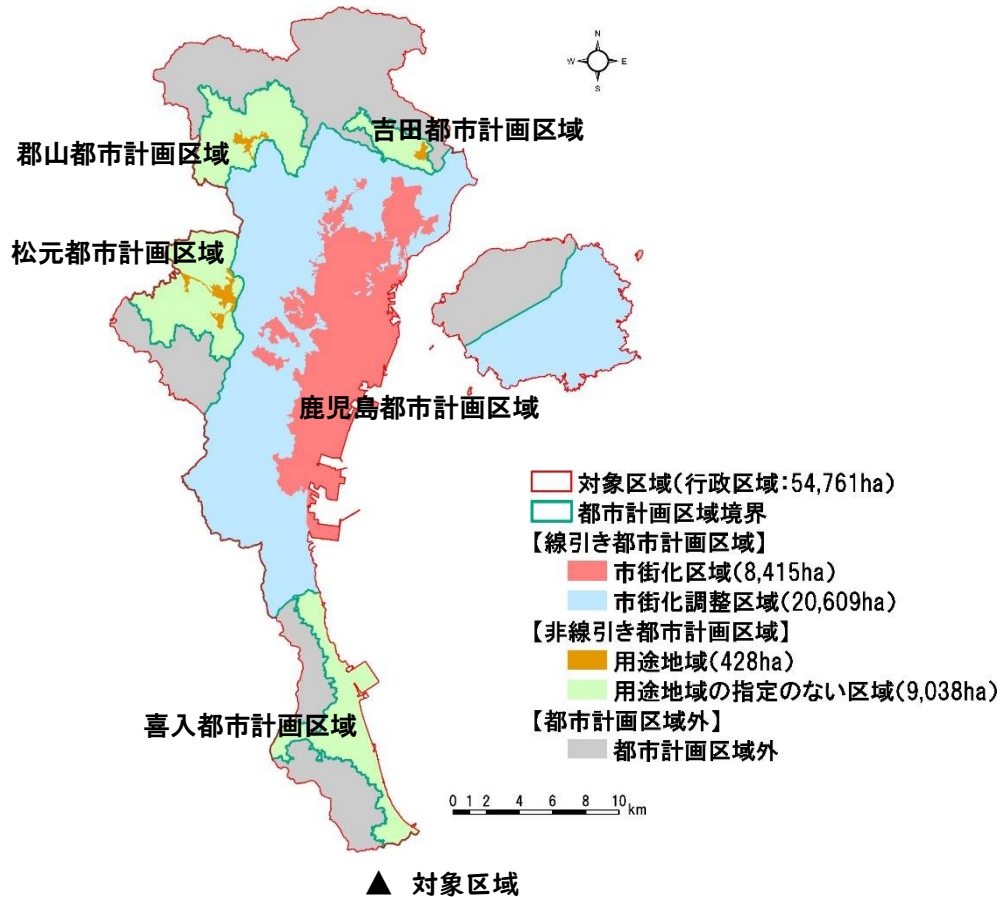 N
W E
S
吉田都市計画区域
郡山都市計画区域
松元都市計画区域
鹿児島都市計画区域
対象区域(行政区域:54,761ha)
都市計画区域境界
【線引き都市計画区域】
市街化区域(8,415ha)
市街化調整区域(20,609ha)
【非線引き都市計画区域】
用途地域(428ha)
用途地域の指定のない区域(9,038ha)
【都市計画区域外】
都市計画区域外
喜入都市計画区域
0 1 2 4 6 8 10 km
▲ 対象区域